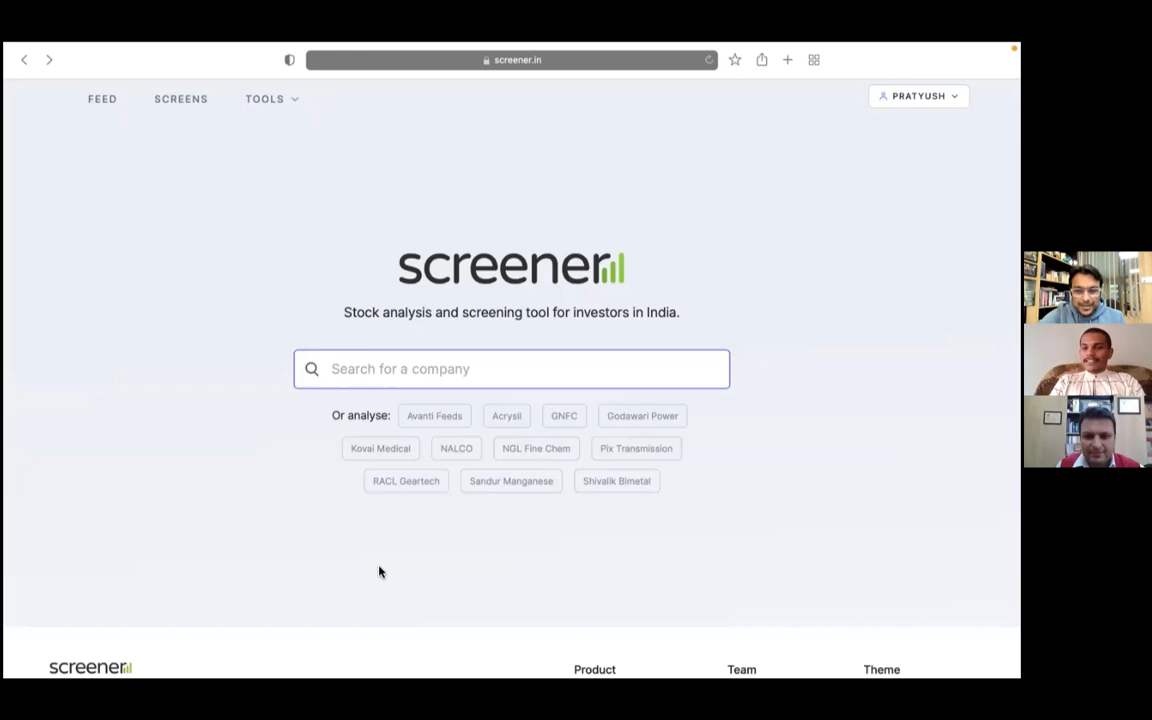 screener.in
FEED SCREENS TOOLS
PRATYUSH
screener
Stock analysis and screening tool for investors in India.
Search for a company
Or analyse: Avanti Feeds Acrysil GNFC Godawari Power
Kovai Medical NALCO NGL Fine Chem Pix Transmission
RACL Geartech Sandur Manganese Shivalik Bimetal
screener Product Team Theme